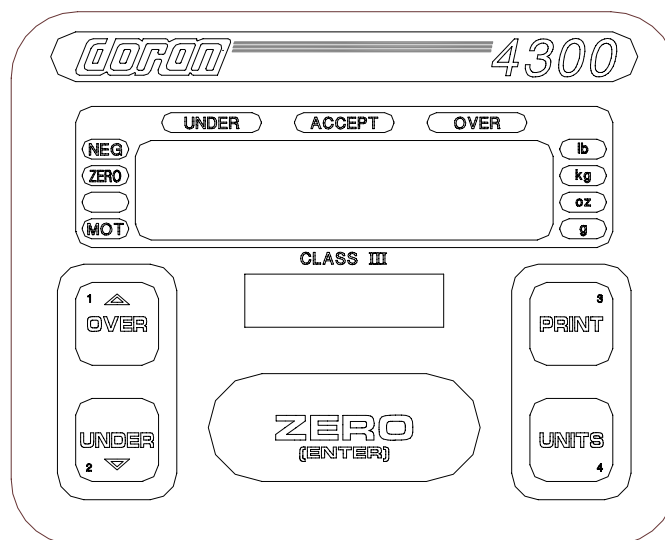 doran 4300
UNDER ACCEPT OVER
NEG lb
ZERO kg
oz
MOT g
CLASS III
1 3
OVER PRINT
ZERO
UNDER UNITS
(ENTER)
2 4